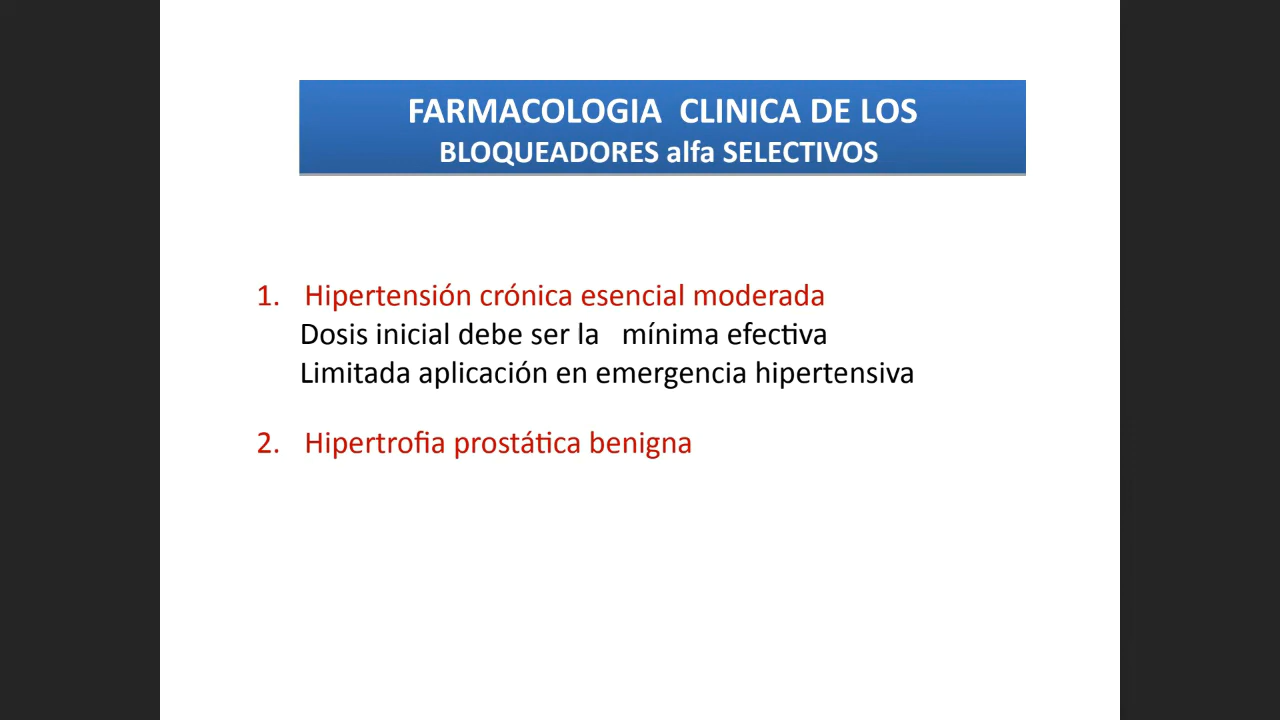 FARMACOLOGIA  CLINICA DE LOS
BLOQUEADORES alfa SELECTIVOS
1. Hipertensión crónica esencial moderada
Dosis inicial debe ser la   mínima efectiva
Limitada aplicación en emergencia hipertensiva
2. Hipertrofia prostática benigna